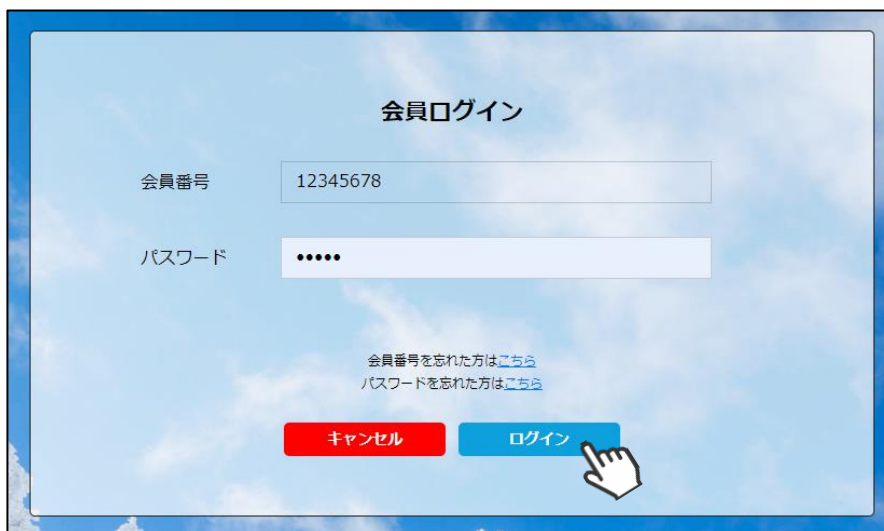 会員ログイン
会員番号 12345678
パスワード •••••
会員番号を忘れた方はこちら
パスワードを忘れた方はこちら
キャンセル ログイン